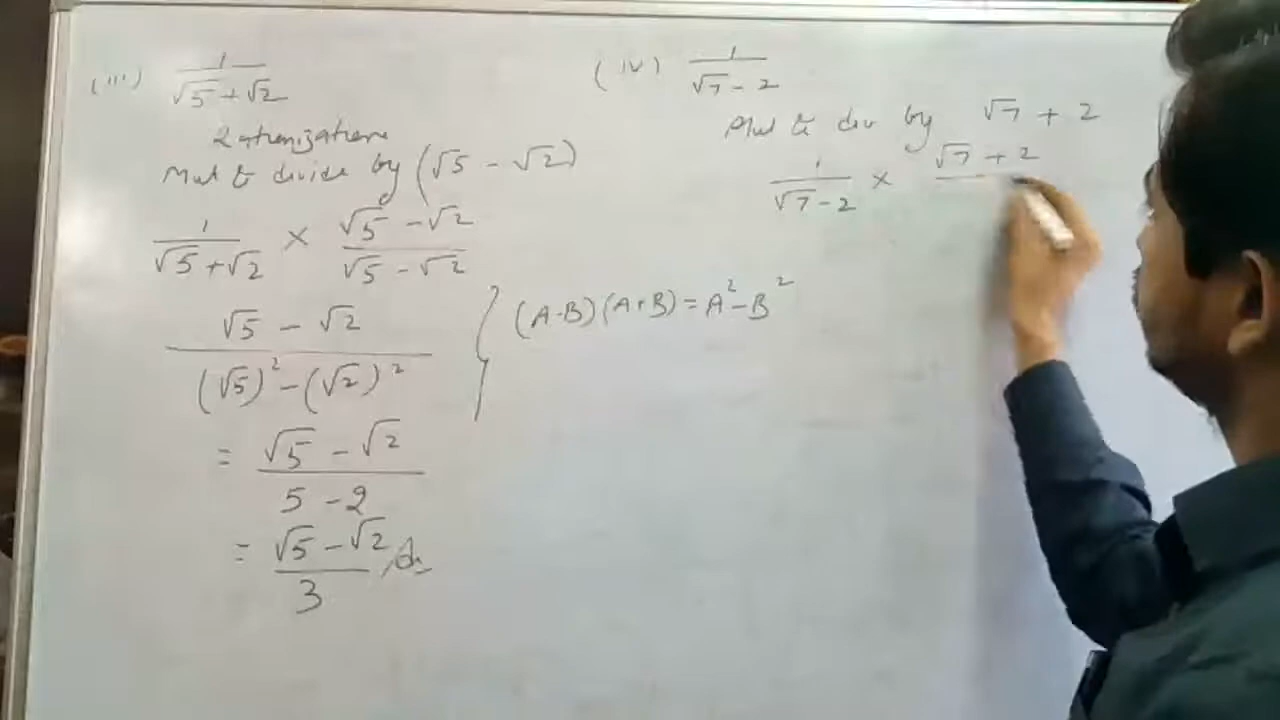 (iii) 1/(√5+√2)
Mul & divide by (√5 - √2)
1/(√5+√2) × (√5 - √2)/(√5 - √2)
(√5 - √2)/((√5)² - (√2)²)
= (√5 - √2)/(5 - 2)
= (√5 - √2)/3
(A-B)(A+B) = A² - B²
(iv) 1/(√7 - 2)
Mul & div by √7 + 2
1/(√7 - 2) × √7 + 2